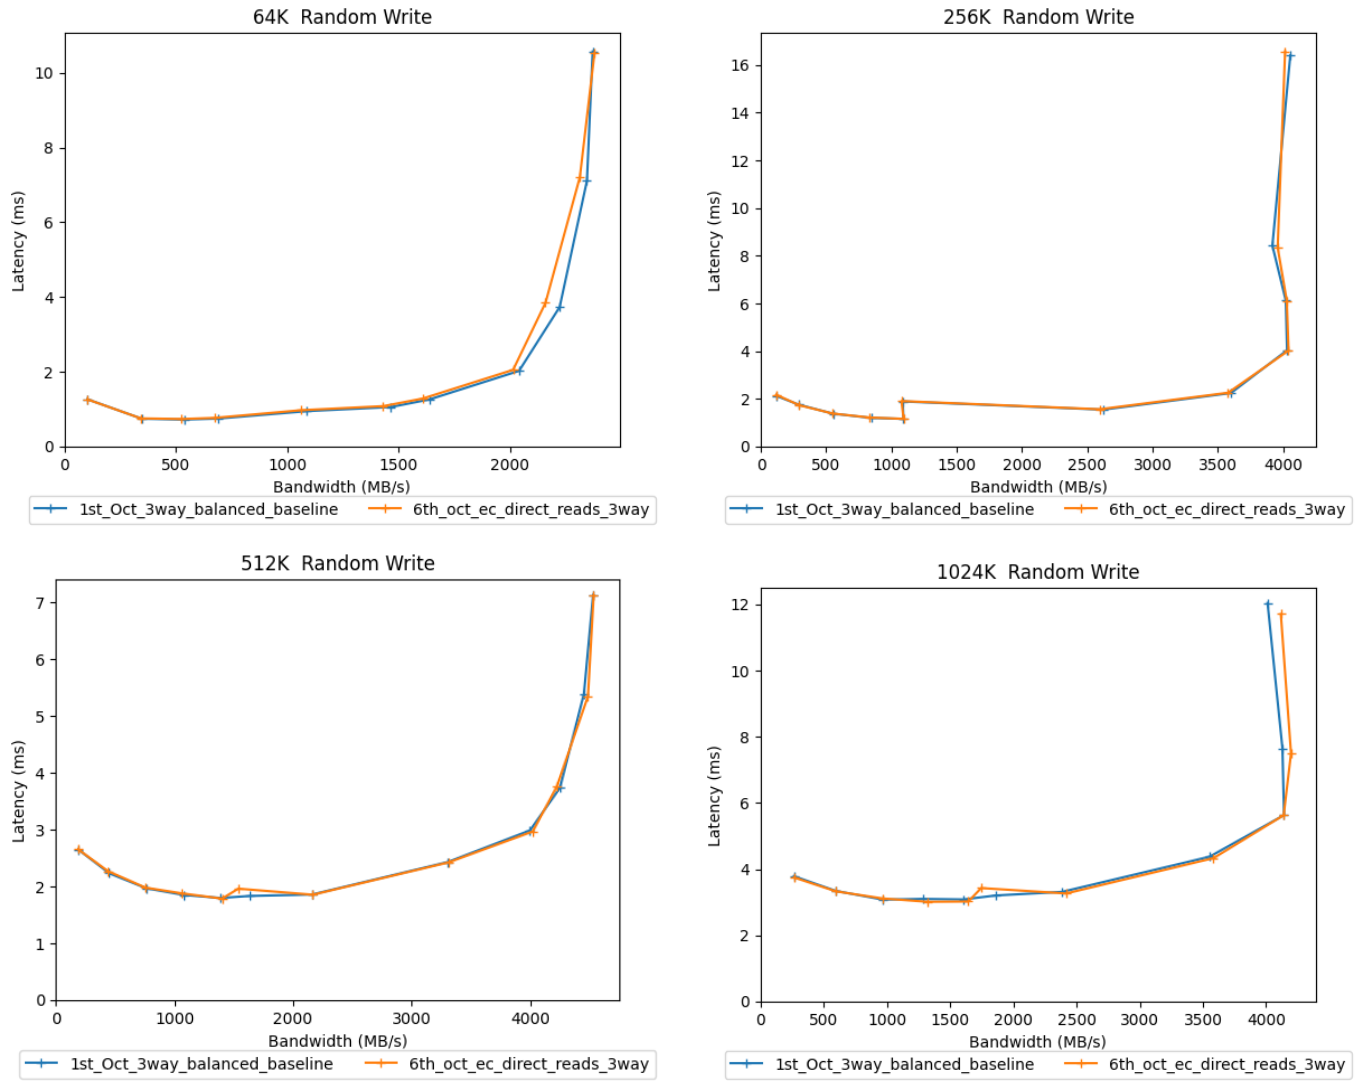 64K  Random Write
Latency (ms)
10
8
6
4
2
0
0 500 1000 1500 2000
Bandwidth (MB/s)
1st_Oct_3way_balanced_baseline 6th_oct_ec_direct_reads_3way
256K  Random Write
Latency (ms)
16
14
12
10
8
6
4
2
0
0 500 1000 1500 2000 2500 3000 3500 4000
Bandwidth (MB/s)
1st_Oct_3way_balanced_baseline 6th_oct_ec_direct_reads_3way
512K  Random Write
Latency (ms)
7
6
5
4
3
2
1
0
0 1000 2000 3000 4000
Bandwidth (MB/s)
1st_Oct_3way_balanced_baseline 6th_oct_ec_direct_reads_3way
1024K  Random Write
Latency (ms)
12
10
8
6
4
2
0
0 500 1000 1500 2000 2500 3000 3500 4000
Bandwidth (MB/s)
1st_Oct_3way_balanced_baseline 6th_oct_ec_direct_reads_3way